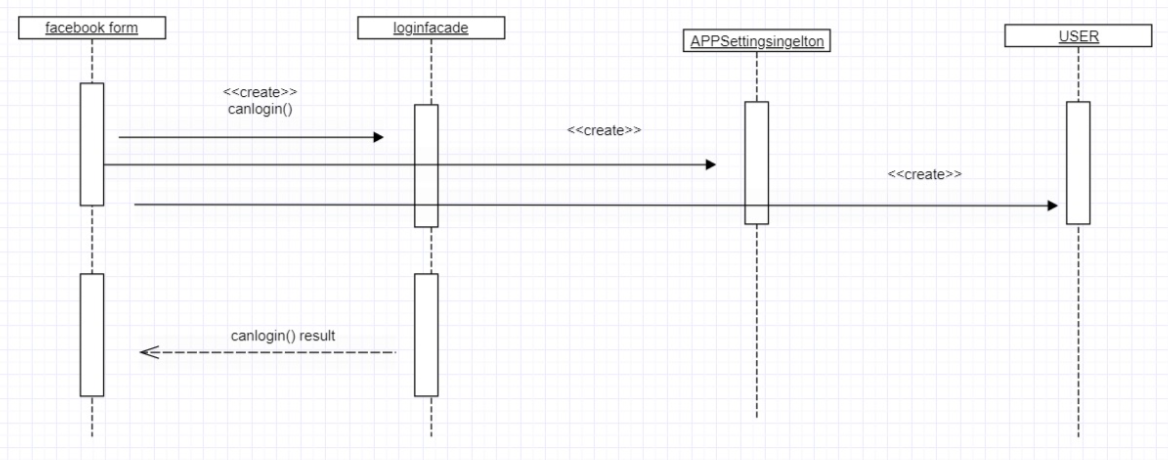 facebook form
loginfacade
APPSettingsingelton
USER
<<create>>
canlogin()
<<create>>
<<create>>
canlogin() result